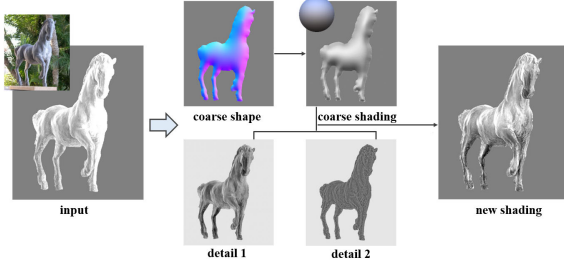 coarse shape
coarse shading
input
new shading
detail 1
detail 2